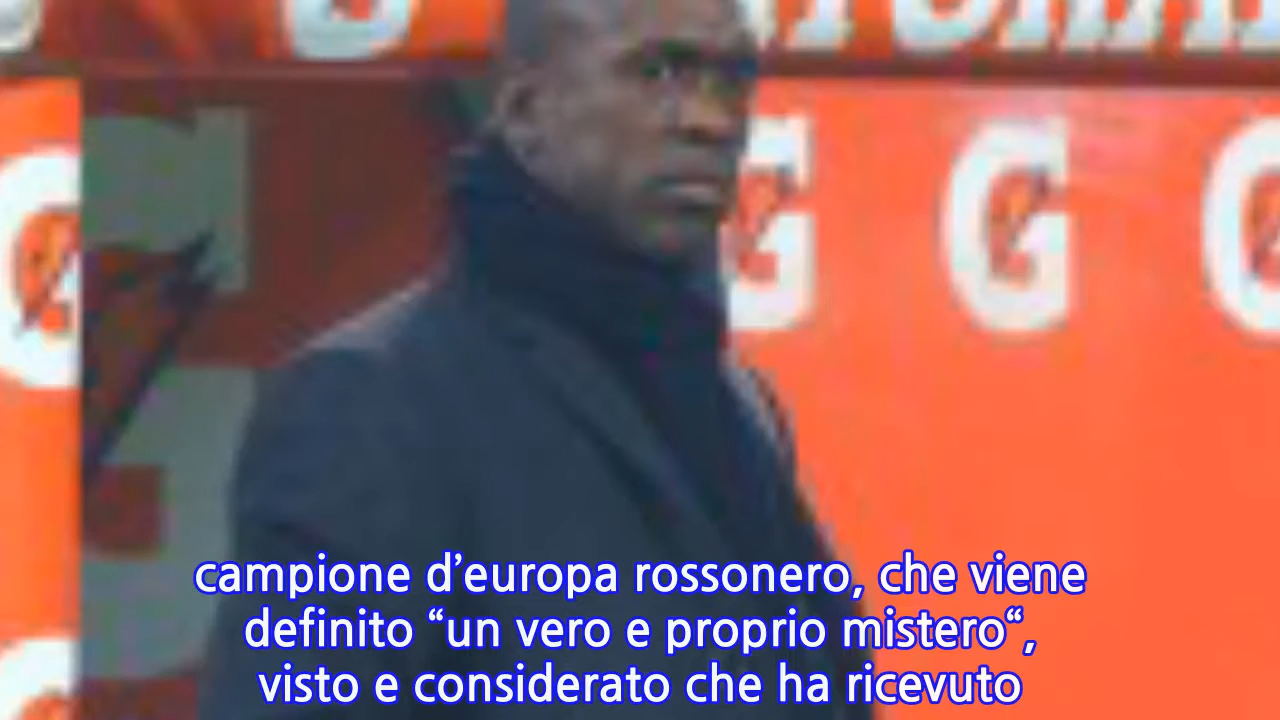 G G
campione d’europa rossonero, che viene
definito “un vero e proprio mistero“,
visto e considerato che ha ricevuto